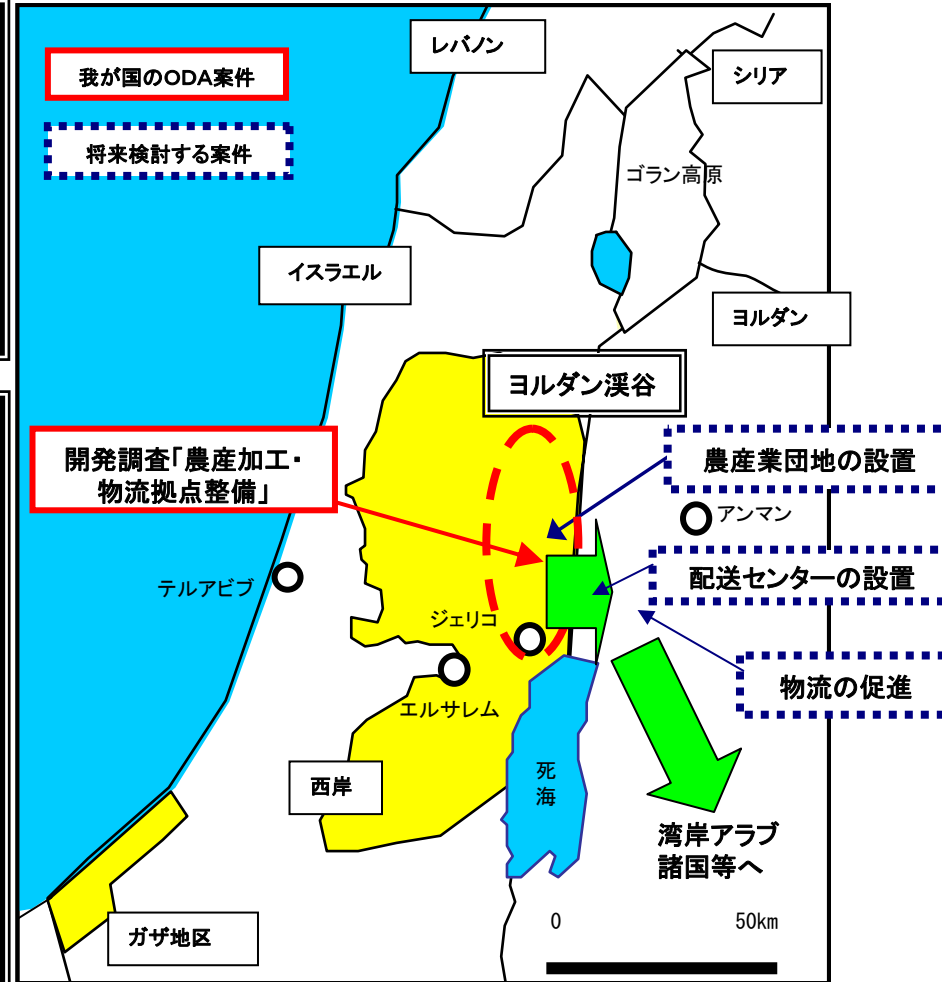 レバノン
我が国のODA案件
シリア
将来検討する案件
ゴラン高原
イスラエル
ヨルダン
ヨルダン渓谷
開発調査「農産加工・
物流拠点整備」
農産業団地の設置
アンマン
配送センターの設置
テルアビブ
ジェリコ
物流の促進
エルサレム
西岸
死
海
湾岸アラブ
諸国等へ
0 50km
ガザ地区